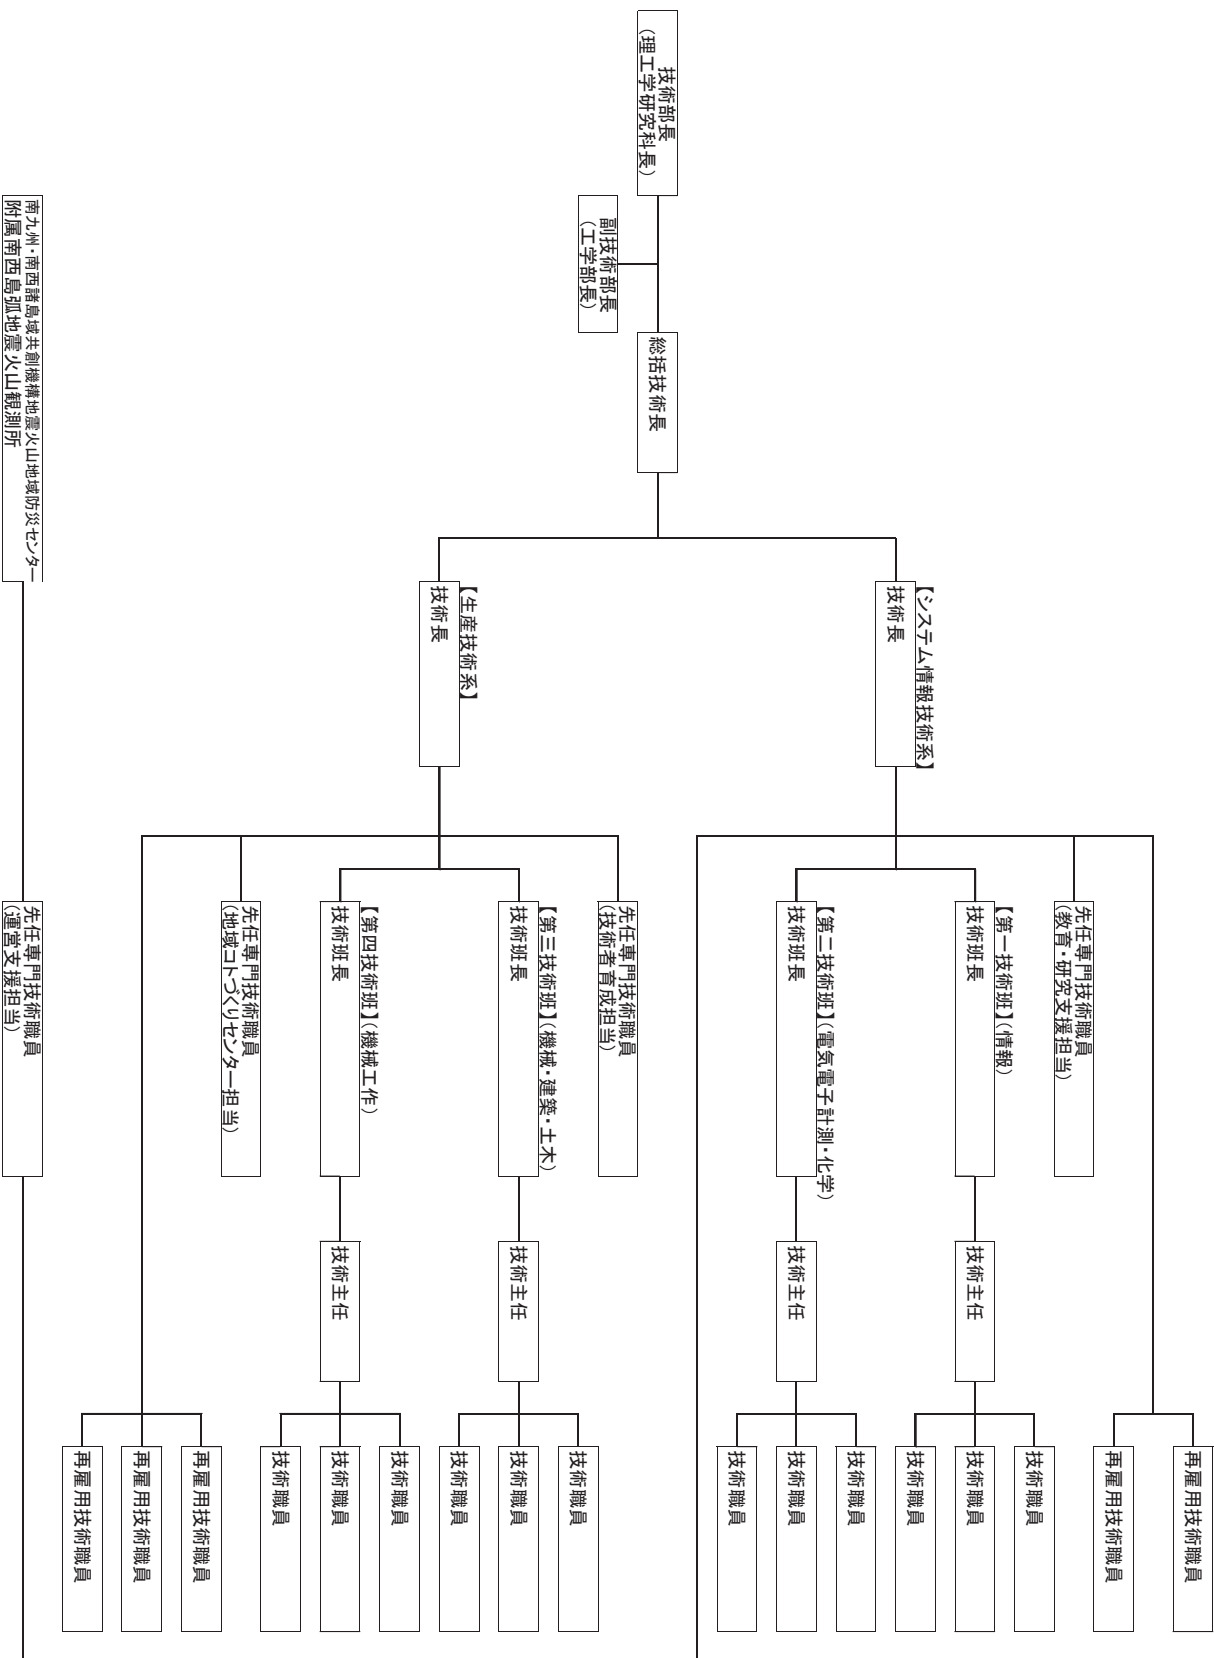 技術部長
（理工学研究科長）
副技術部長
（工学部長）
総括技術長
【システム情報技術系】
技術長
再雇用技術職員
再雇用技術職員
先任専門技術職員
（教育・研究支援担当）
【第一技術班】（情報）
技術班長
技術主任
技術職員
技術職員
技術職員
【第二技術班】（電気電子計測・化学）
技術班長
技術主任
技術職員
技術職員
技術職員
【生産技術系】
技術長
先任専門技術職員
（技術者育成担当）
【第三技術班】（機械・建築・土木）
技術班長
技術主任
技術職員
技術職員
技術職員
【第四技術班】（機械工作）
技術班長
技術主任
技術職員
技術職員
技術職員
先任専門技術職員
（地域コトづくりセンター担当）
再雇用技術職員
再雇用技術職員
再雇用技術職員
南九州・南西諸島域共創機構地震火山地域防災センター
附属南西島弧地震火山観測所
先任専門技術職員
（運営支援担当）